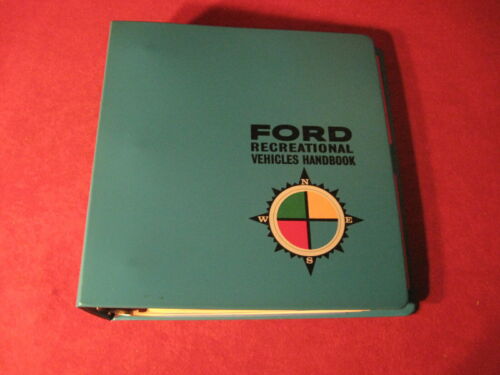 FORD
RECREATIONAL
VEHICLES HANDBOOK
N
W E
S